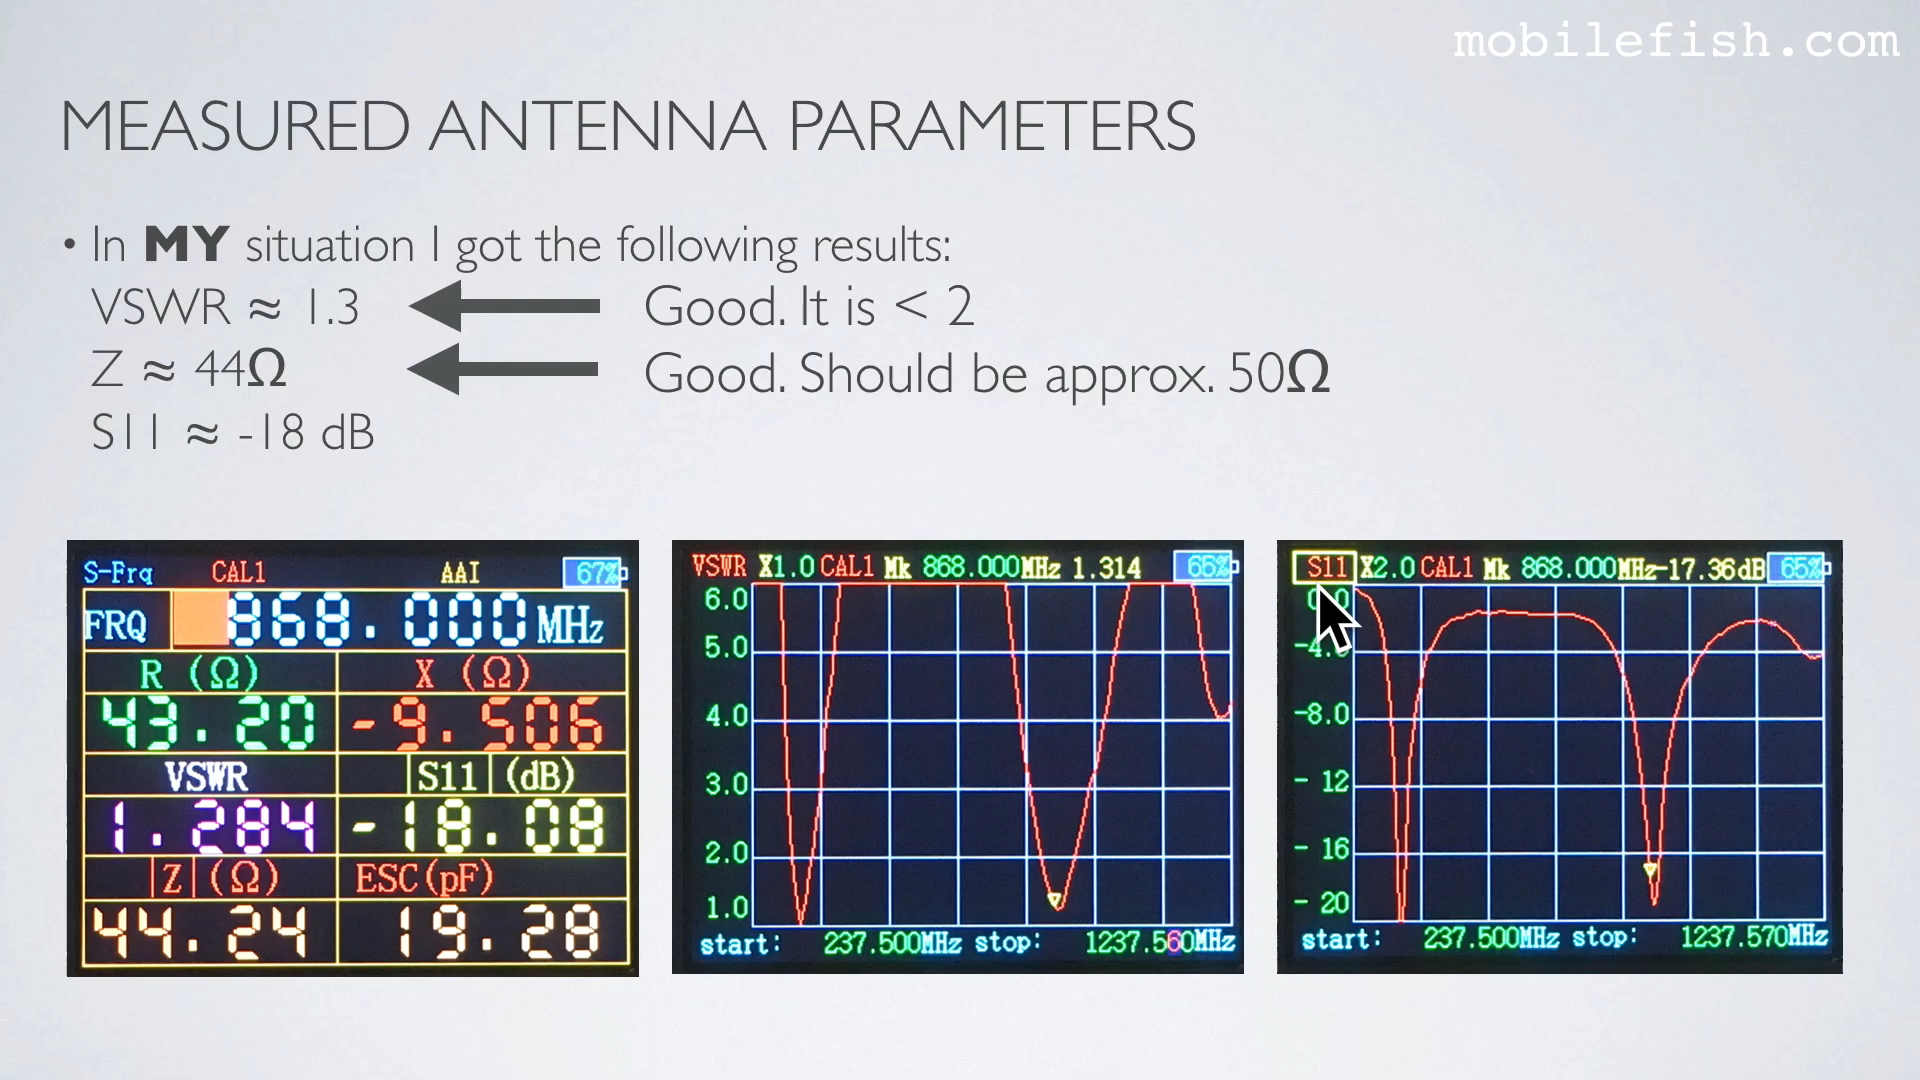 mobilefish.com
MEASURED ANTENNA PARAMETERS
• In MY situation I got the following results:
VSWR ≈ 1.3 Good. It is < 2
Z ≈ 44Ω Good. Should be approx. 50Ω
S11 ≈ -18 dB
S-Frq CAL1 AAI 67%
FRQ 868.000 MHz
R (Ω) X (Ω)
43.20 -9.506
VSWR |S11| (dB)
1.284 -18.08
|Z| (Ω) ESC(pF)
44.24 19.28
VSWR X1.0 CAL1 Mk 868.000MHz 1.314 65%
6.0
5.0
4.0
3.0
2.0
1.0
start: 237.500MHz stop: 1237.560MHz
S11 X2.0 CAL1 Mk 868.000MHz-17.36dB 65%
-8.0
- 12
- 16
- 20
start: 237.500MHz stop: 1237.570MHz